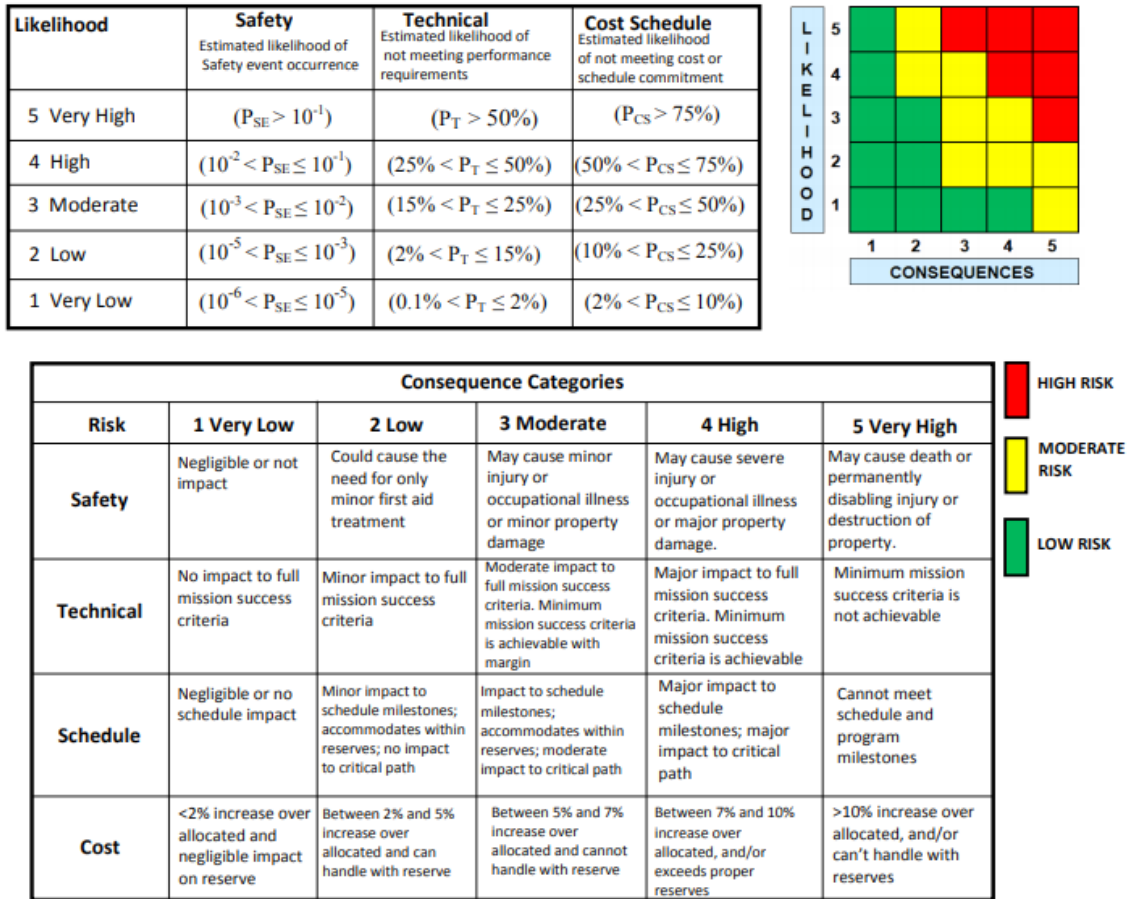 Likelihood
Safety
Estimated likelihood of
Safety event occurrence
Technical
Estimated likelihood of
not meeting performance
requirements
Cost Schedule
Estimated likelihood
of not meeting cost or
schedule commitment
5 Very High
(P_SE > 10^-1)
(P_T > 50%)
(P_CS > 75%)
4 High
(10^-2 < P_SE ≤ 10^-1)
(25% < P_T ≤ 50%)
(50% < P_CS ≤ 75%)
3 Moderate
(10^-3 < P_SE ≤ 10^-2)
(15% < P_T ≤ 25%)
(25% < P_CS ≤ 50%)
2 Low
(10^-5 < P_SE ≤ 10^-3)
(2% < P_T ≤ 15%)
(10% < P_CS ≤ 25%)
1 Very Low
(10^-6 < P_SE ≤ 10^-5)
(0.1% < P_T ≤ 2%)
(2% < P_CS ≤ 10%)
LIKELIHOOD
5
4
3
2
1
1 2 3 4 5
CONSEQUENCES
Consequence Categories
Risk
1 Very Low
2 Low
3 Moderate
4 High
5 Very High
Safety
Negligible or not
impact
Could cause the
need for only
minor first aid
treatment
May cause minor
injury or
occupational illness
or minor property
damage
May cause severe
injury or
occupational illness
or major property
damage.
May cause death or
permanently
disabling injury or
destruction of
property.
Technical
No impact to full
mission success
criteria
Minor impact to full
mission success
criteria
Moderate impact to
full mission success
criteria. Minimum
mission success criteria
is achievable with
margin
Major impact to full
mission success
criteria. Minimum
mission success
criteria is achievable
Minimum mission
success criteria is
not achievable
Schedule
Negligible or no
schedule impact
Minor impact to
schedule milestones;
accommodates within
reserves; no impact
to critical path
Impact to schedule
milestones;
accommodates within
reserves; moderate
impact to critical path
Major impact to
schedule
milestones; major
impact to critical
path
Cannot meet
schedule and
program
milestones
Cost
<2% increase over
allocated and
negligible impact
on reserve
Between 2% and 5%
increase over
allocated and can
handle with reserve
Between 5% and 7%
increase over
allocated and cannot
handle with reserve
Between 7% and 10%
increase over
allocated, and/or
exceeds proper
reserves
>10% increase over
allocated, and/or
can't handle with
reserves
HIGH RISK
MODERATE
RISK
LOW RISK